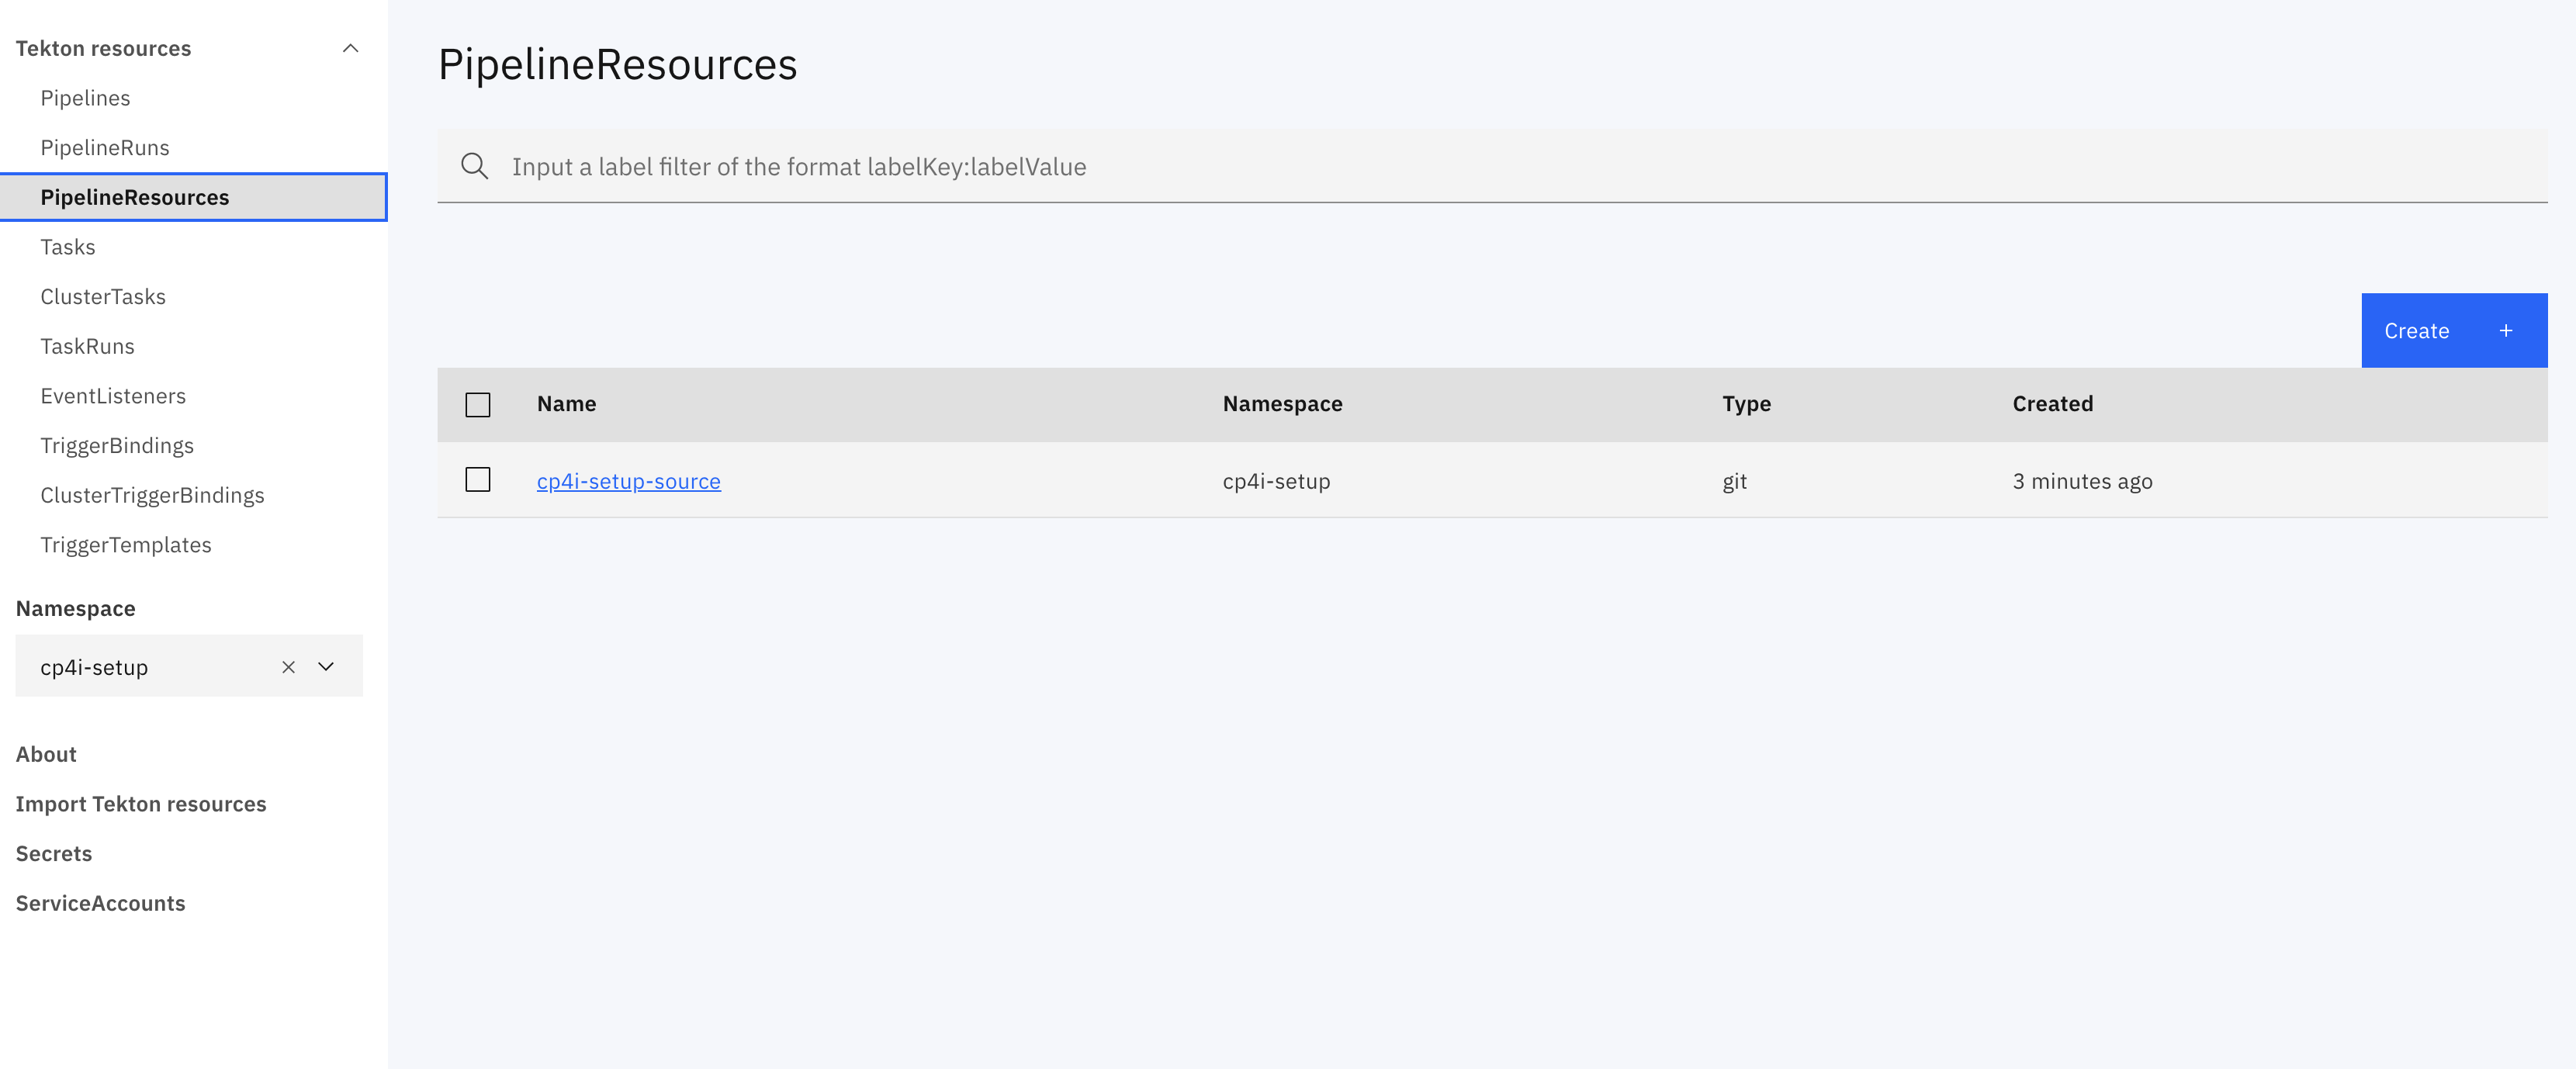 Tekton resources
Pipelines
PipelineRuns
PipelineResources
Tasks
ClusterTasks
TaskRuns
EventListeners
TriggerBindings
ClusterTriggerBindings
TriggerTemplates
Namespace
cp4i-setup
About
Import Tekton resources
Secrets
ServiceAccounts
PipelineResources
Input a label filter of the format labelKey:labelValue
Create +
Name Namespace Type Created
cp4i-setup-source cp4i-setup git 3 minutes ago